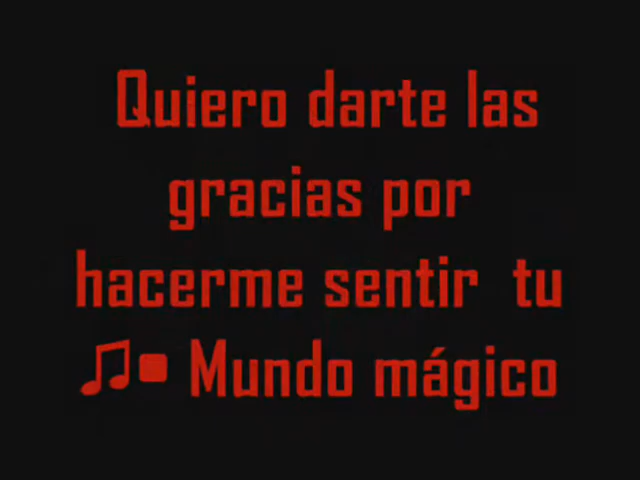 Quiero darte las
gracias por
hacerme sentir tu
♫■ Mundo mágico